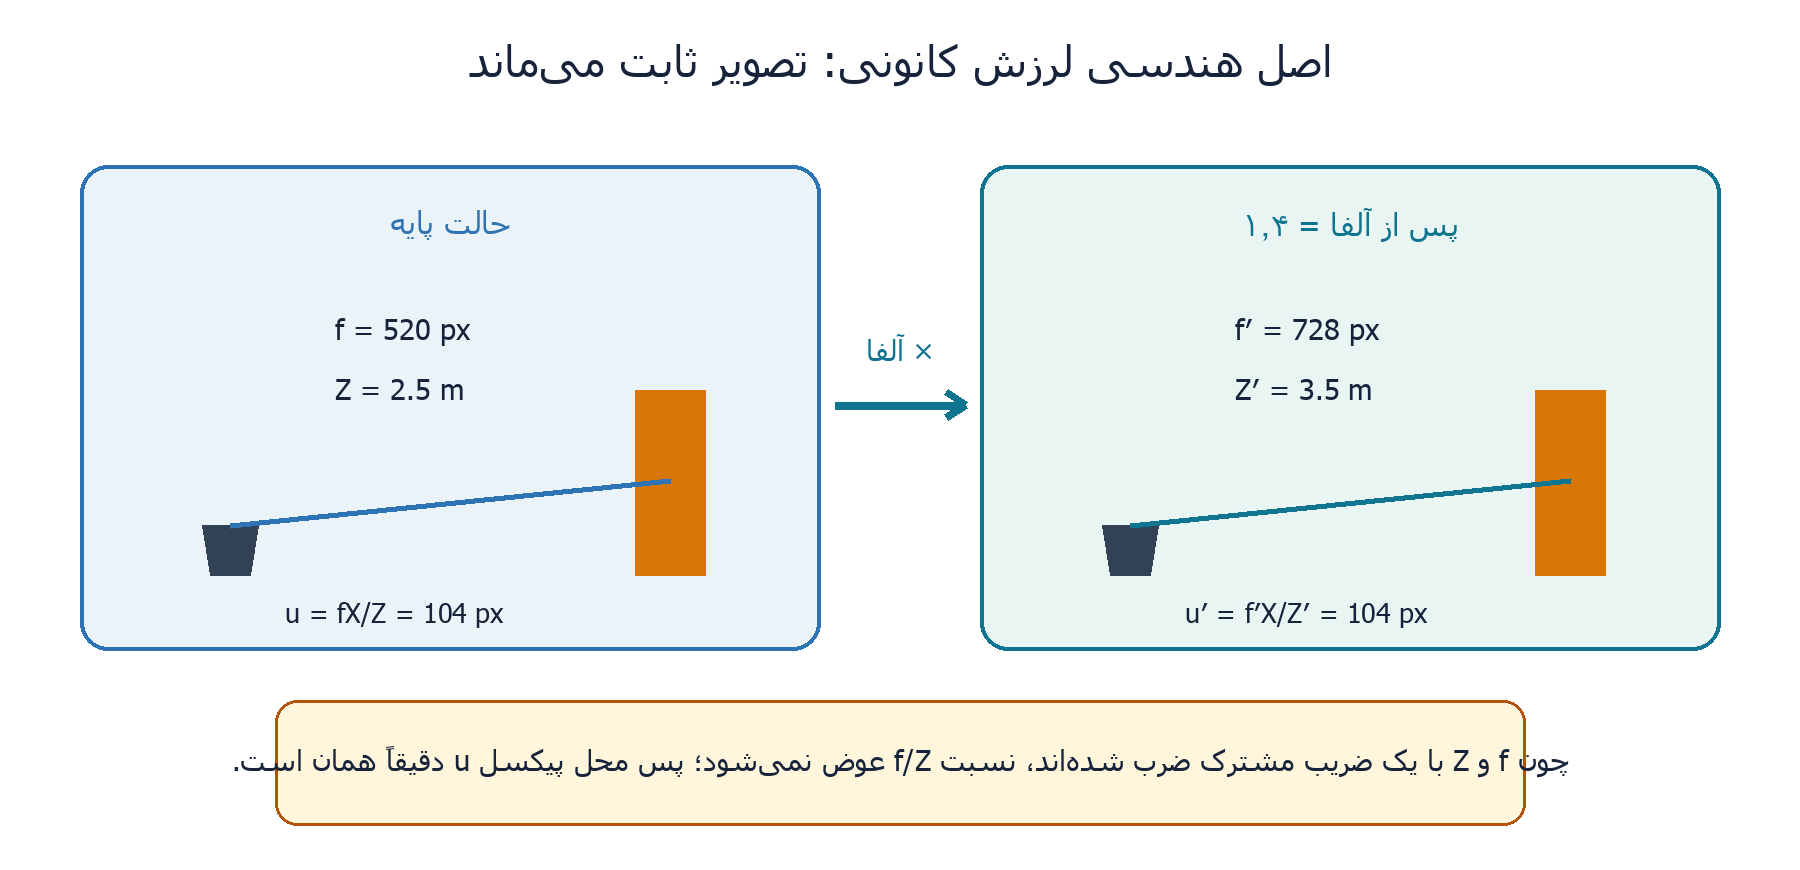 اصل هندسی لرزش کانونی: تصویر ثابت می‌ماند
حالت پایه
f = 520 px
Z = 2.5 m
u = fX/Z = 104 px
× آلفا
پس از آلفا = ۱,۴
f′ = 728 px
Z′ = 3.5 m
u′ = f′X/Z′ = 104 px
چون f و Z با یک ضریب مشترک ضرب شده‌اند، نسبت f/Z عوض نمی‌شود؛ پس محل پیکسل u دقیقاً همان است.